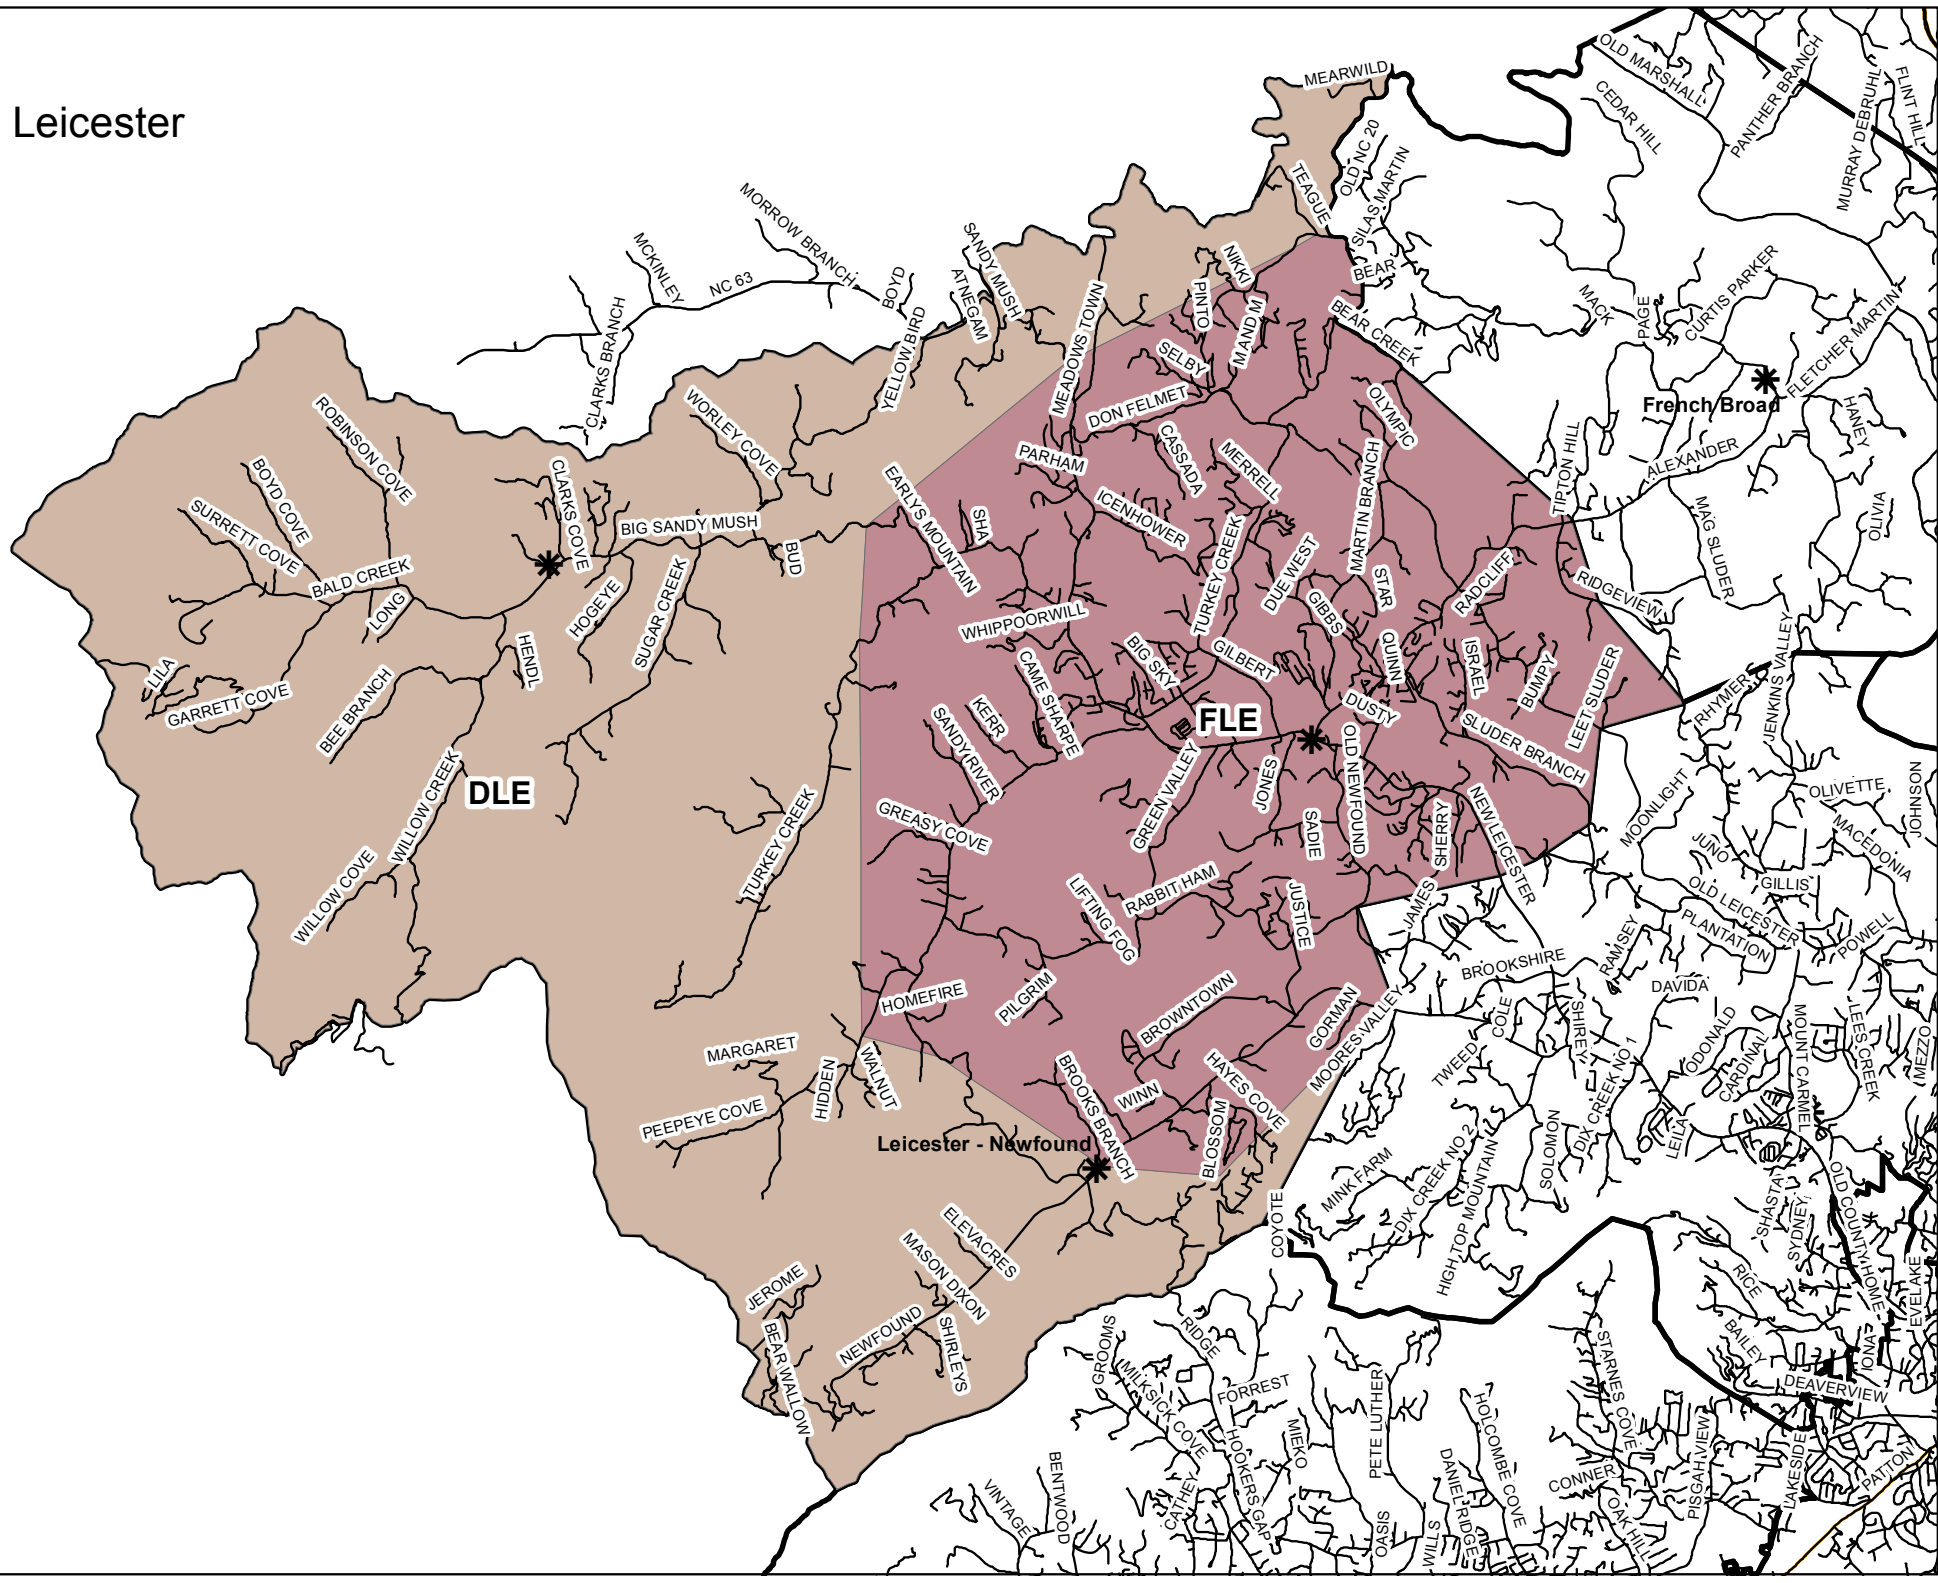 Leicester
MEARWILD
OLD MARSHALL
PANTHER BRANCH
FLINT HILL
MURRAY DEBRUHL
CEDAR HILL
OLD NC 20
SILAS MARTIN
TEAGUE
MORROW BRANCH
MCKINLEY
NC 63
BOYD
SANDY MUSH
ATNEGAM
NIKKI
BEAR
CLARKS BRANCH
YELLOW BIRD
MEADOWS TOWN
PINTO
M AND M
BEAR CREEK
MACK
PAGE
CURTIS PARKER
FLETCHER MARTIN
SELBY
French Broad
DON FELMET
OLYMPIC
HANEY
ROBINSON COVE
WORLEY COVE
BOYD COVE
SURRETT COVE
CLARKS COVE
BIG SANDY MUSH
BUD
EARLYS MOUNTAIN
SHA
PARHAM
CASSADA
MERRELL
ICENHOWER
MARTIN BRANCH
TIPTON HILL
ALEXANDER
MAG SLUDER
OLIVIA
BALD CREEK
LONG
HOGEYE
SUGAR CREEK
TURKEY CREEK
DUE WEST
STAR
GIBBS
RADCLIFF
RIDGEVIEW
WHIPPOORWILL
HENDL
LILA
GARRETT COVE
BEE BRANCH
CAME SHARPE
BIG SKY
GILBERT
QUINN
ISRAEL
BUMPY
LEET SLUDER
RHYMER
JENKINS VALLEY
KERR
SANDY RIVER
FLE
DUSTY
SLUDER BRANCH
DLE
WILLOW CREEK
TURKEY CREEK
GREASY COVE
GREEN VALLEY
JONES
SADIE
OLD NEWFOUND
SHERRY
NEW LEICESTER
MOONLIGHT
OLIVETTE
JOHNSON
MACEDONIA
JUNO
GILLIS
OLD LEICESTER
PLANTATION
POWELL
WILLOW COVE
LIFTING FOG
RABBIT HAM
JUSTICE
JAMES
BROOKSHIRE
RAMSEY
DAVIDA
HOMEFIRE
PILGRIM
BROWNTOWN
GORMAN
MOORES VALLEY
COLE
SHIRLEY
TWEED
ODONALD
CARDINAL
MOUNT CARMEL
LEES CREEK
MEZZO
MARGARET
HIDDEN
WALNUT
PEEPEYE COVE
BROOKS BRANCH
WINN
HAYES COVE
BLOSSOM
DIX CREEK NO 1
SOLOMON
LEILA
Leicester - Newfound
MINK FARM
DIX CREEK NO 2
HIGH TOP MOUNTAIN
COYOTE
SHASTA
SYDNEY
OLD COUNTY HOME
EVELAKE
ELEVACRES
MASON DIXON
JEROME
BEAR WALLOW
NEWFOUND
SHIRLEYS
RICE
BAILEY
IONA
DEAVERVIEW
GROOMS
RIDGE
MILKSICK COVE
FORREST
HOOKERS GAP
MIEKO
PETE LUTHER
HOLCOMBE COVE
STARNES COVE
CONNER
PISGAH VIEW
LAKESIDE
PATTON
VINTAGE
BENTWOOD
CATHEY
OASIS
WILLS
DANIEL RIDGE
OAK HILL